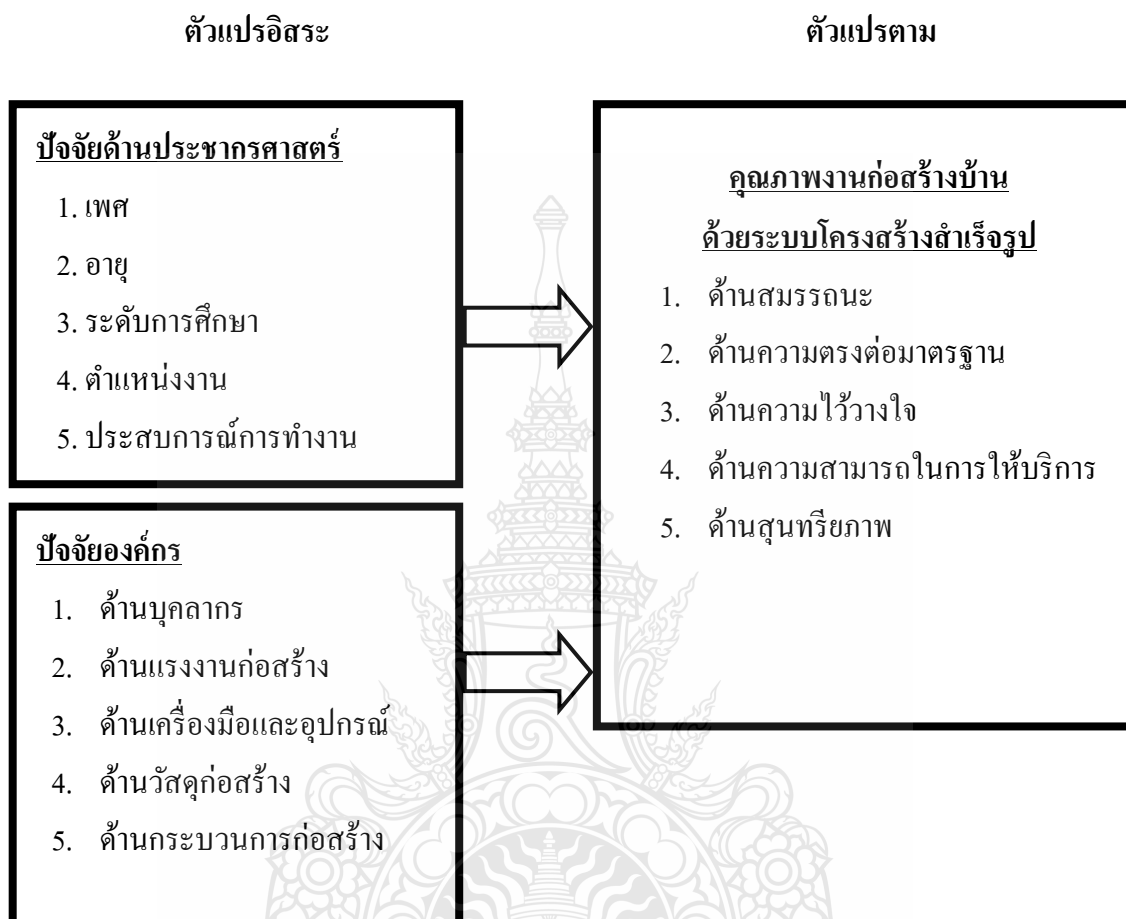 ตัวแปรอิสระ
ตัวแปรตาม
ปัจจัยด้านประชากรศาสตร์
1. เพศ
2. อายุ
3. ระดับการศึกษา
4. ตำแหน่งงาน
5. ประสบการณ์การทำงาน
ปัจจัยองค์กร
1. ด้านบุคลากร
2. ด้านแรงงานก่อสร้าง
3. ด้านเครื่องมือและอุปกรณ์
4. ด้านวัสดุก่อสร้าง
5. ด้านกระบวนการก่อสร้าง
คุณภาพงานก่อสร้างบ้าน
ด้วยระบบโครงสร้างสำเร็จรูป
1. ด้านสมรรถนะ
2. ด้านความตรงต่อมาตรฐาน
3. ด้านความไว้วางใจ
4. ด้านความสามารถในการให้บริการ
5. ด้านสุนทรียภาพ